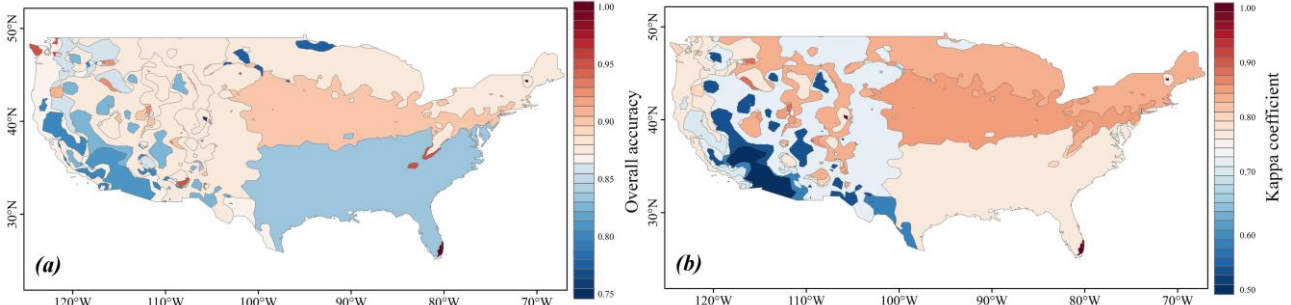 50°N
40°N
30°N
120°W
110°W
100°W
90°W
80°W
70°W
(a)
1.00
0.95
0.90
0.85
0.80
0.75
Overall accuracy
50°N
40°N
30°N
120°W
110°W
100°W
90°W
80°W
70°W
(b)
1.00
0.90
0.80
0.70
0.60
0.50
Kappa coefficient